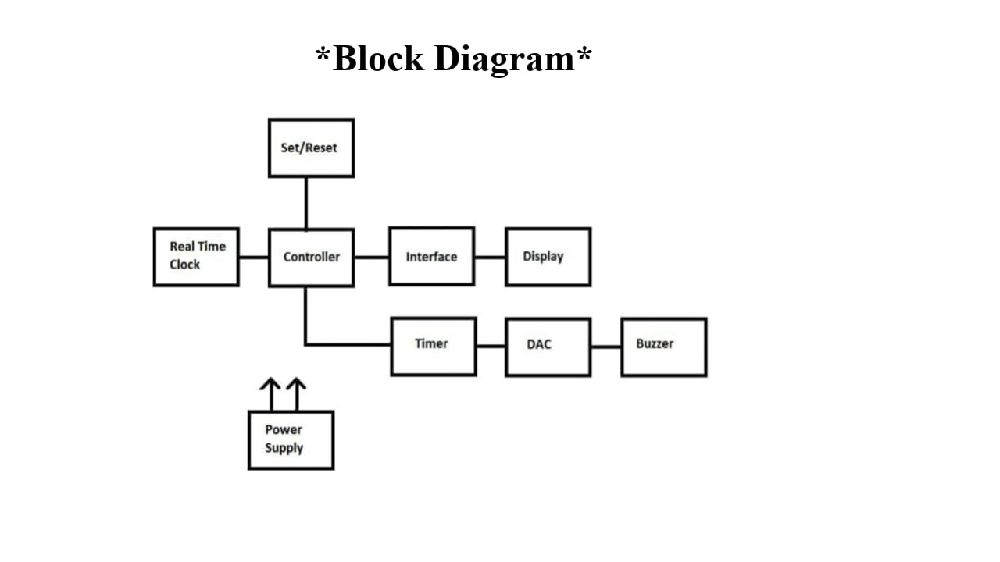 *Block Diagram*
Set/Reset
Real Time
Clock
Controller
Interface
Display
Timer
DAC
Buzzer
Power
Supply